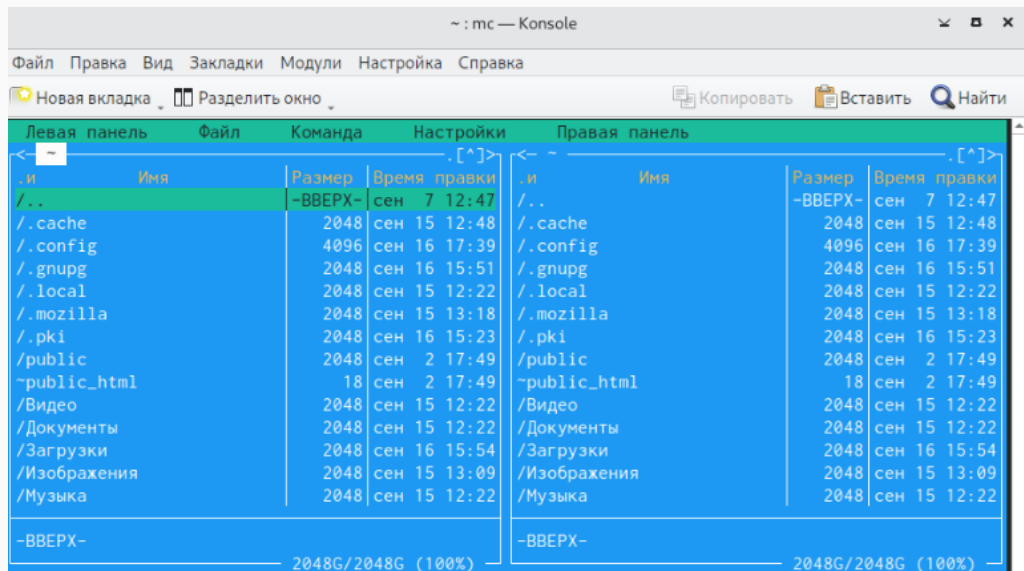 ~ : mc — Konsole
Файл Правка Вид Закладки Модули Настройка Справка
Новая вкладка Разделить окно Копировать Вставить Найти
Левая панель Файл Команда Настройки Правая панель
<— ~ .[^]> <— ~ .[^]>
.и Имя Размер Время правки .и Имя Размер Время правки
/.. -ВВЕРХ- сен 7 12:47 /.. -ВВЕРХ- сен 7 12:47
/.cache 2048 сен 15 12:48 /.cache 2048 сен 15 12:48
/.config 4096 сен 16 17:39 /.config 4096 сен 16 17:39
/.gnupg 2048 сен 16 15:51 /.gnupg 2048 сен 16 15:51
/.local 2048 сен 15 12:22 /.local 2048 сен 15 12:22
/.mozilla 2048 сен 15 13:18 /.mozilla 2048 сен 15 13:18
/.pki 2048 сен 16 15:23 /.pki 2048 сен 16 15:23
/public 2048 сен 2 17:49 /public 2048 сен 2 17:49
~public_html 18 сен 2 17:49 ~public_html 18 сен 2 17:49
/Видео 2048 сен 15 12:22 /Видео 2048 сен 15 12:22
/Документы 2048 сен 15 12:22 /Документы 2048 сен 15 12:22
/Загрузки 2048 сен 16 15:54 /Загрузки 2048 сен 16 15:54
/Изображения 2048 сен 15 13:09 /Изображения 2048 сен 15 13:09
/Музыка 2048 сен 15 12:22 /Музыка 2048 сен 15 12:22
-ВВЕРХ- -ВВЕРХ-
2048G/2048G (100%) 2048G/2048G (100%)